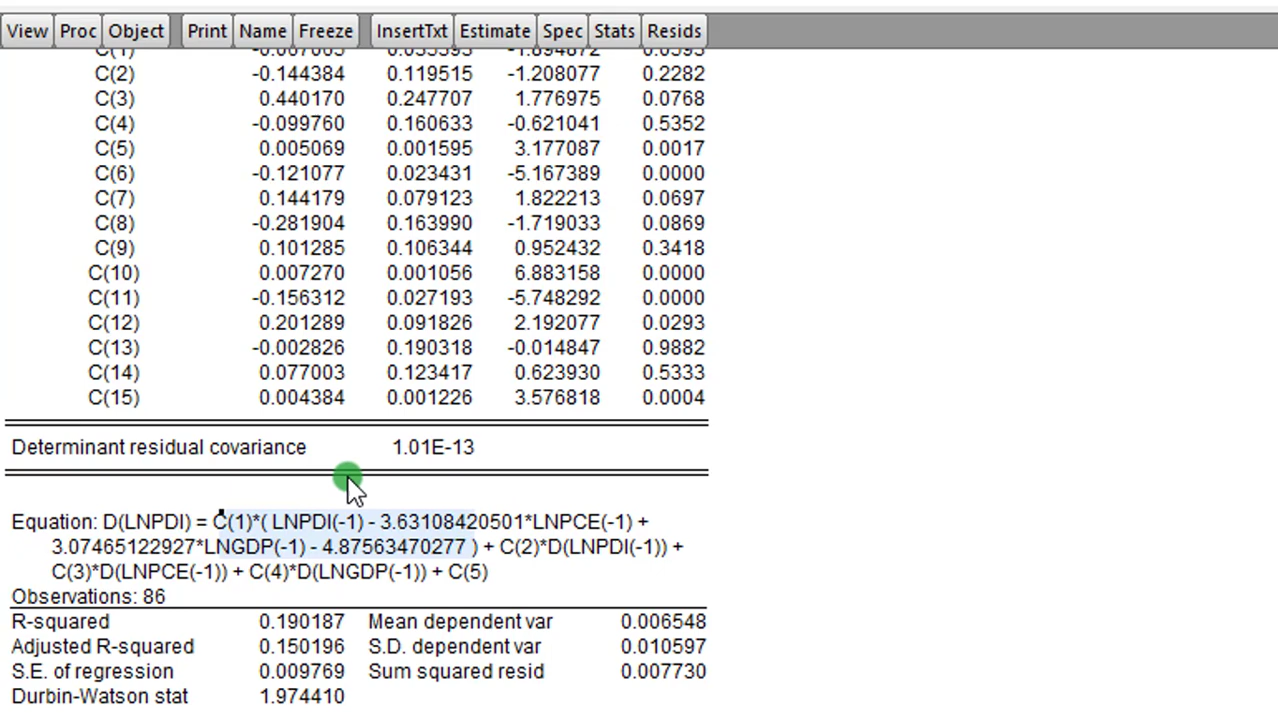 View Proc Object Print Name Freeze InsertTxt Estimate Spec Stats Resids
C(2) -0.144384 0.119515 -1.208077 0.2282
C(3) 0.440170 0.247707 1.776975 0.0768
C(4) -0.099760 0.160633 -0.621041 0.5352
C(5) 0.005069 0.001595 3.177087 0.0017
C(6) -0.121077 0.023431 -5.167389 0.0000
C(7) 0.144179 0.079123 1.822213 0.0697
C(8) -0.281904 0.163990 -1.719033 0.0869
C(9) 0.101285 0.106344 0.952432 0.3418
C(10) 0.007270 0.001056 6.883158 0.0000
C(11) -0.156312 0.027193 -5.748292 0.0000
C(12) 0.201289 0.091826 2.192077 0.0293
C(13) -0.002826 0.190318 -0.014847 0.9882
C(14) 0.077003 0.123417 0.623930 0.5333
C(15) 0.004384 0.001226 3.576818 0.0004
Determinant residual covariance 1.01E-13
Equation: D(LNPDI) = C(1)*( LNPDI(-1) - 3.63108420501*LNPCE(-1) +
3.07465122927*LNGDP(-1) - 4.87563470277 ) + C(2)*D(LNPDI(-1)) +
C(3)*D(LNPCE(-1)) + C(4)*D(LNGDP(-1)) + C(5)
Observations: 86
R-squared 0.190187 Mean dependent var 0.006548
Adjusted R-squared 0.150196 S.D. dependent var 0.010597
S.E. of regression 0.009769 Sum squared resid 0.007730
Durbin-Watson stat 1.974410